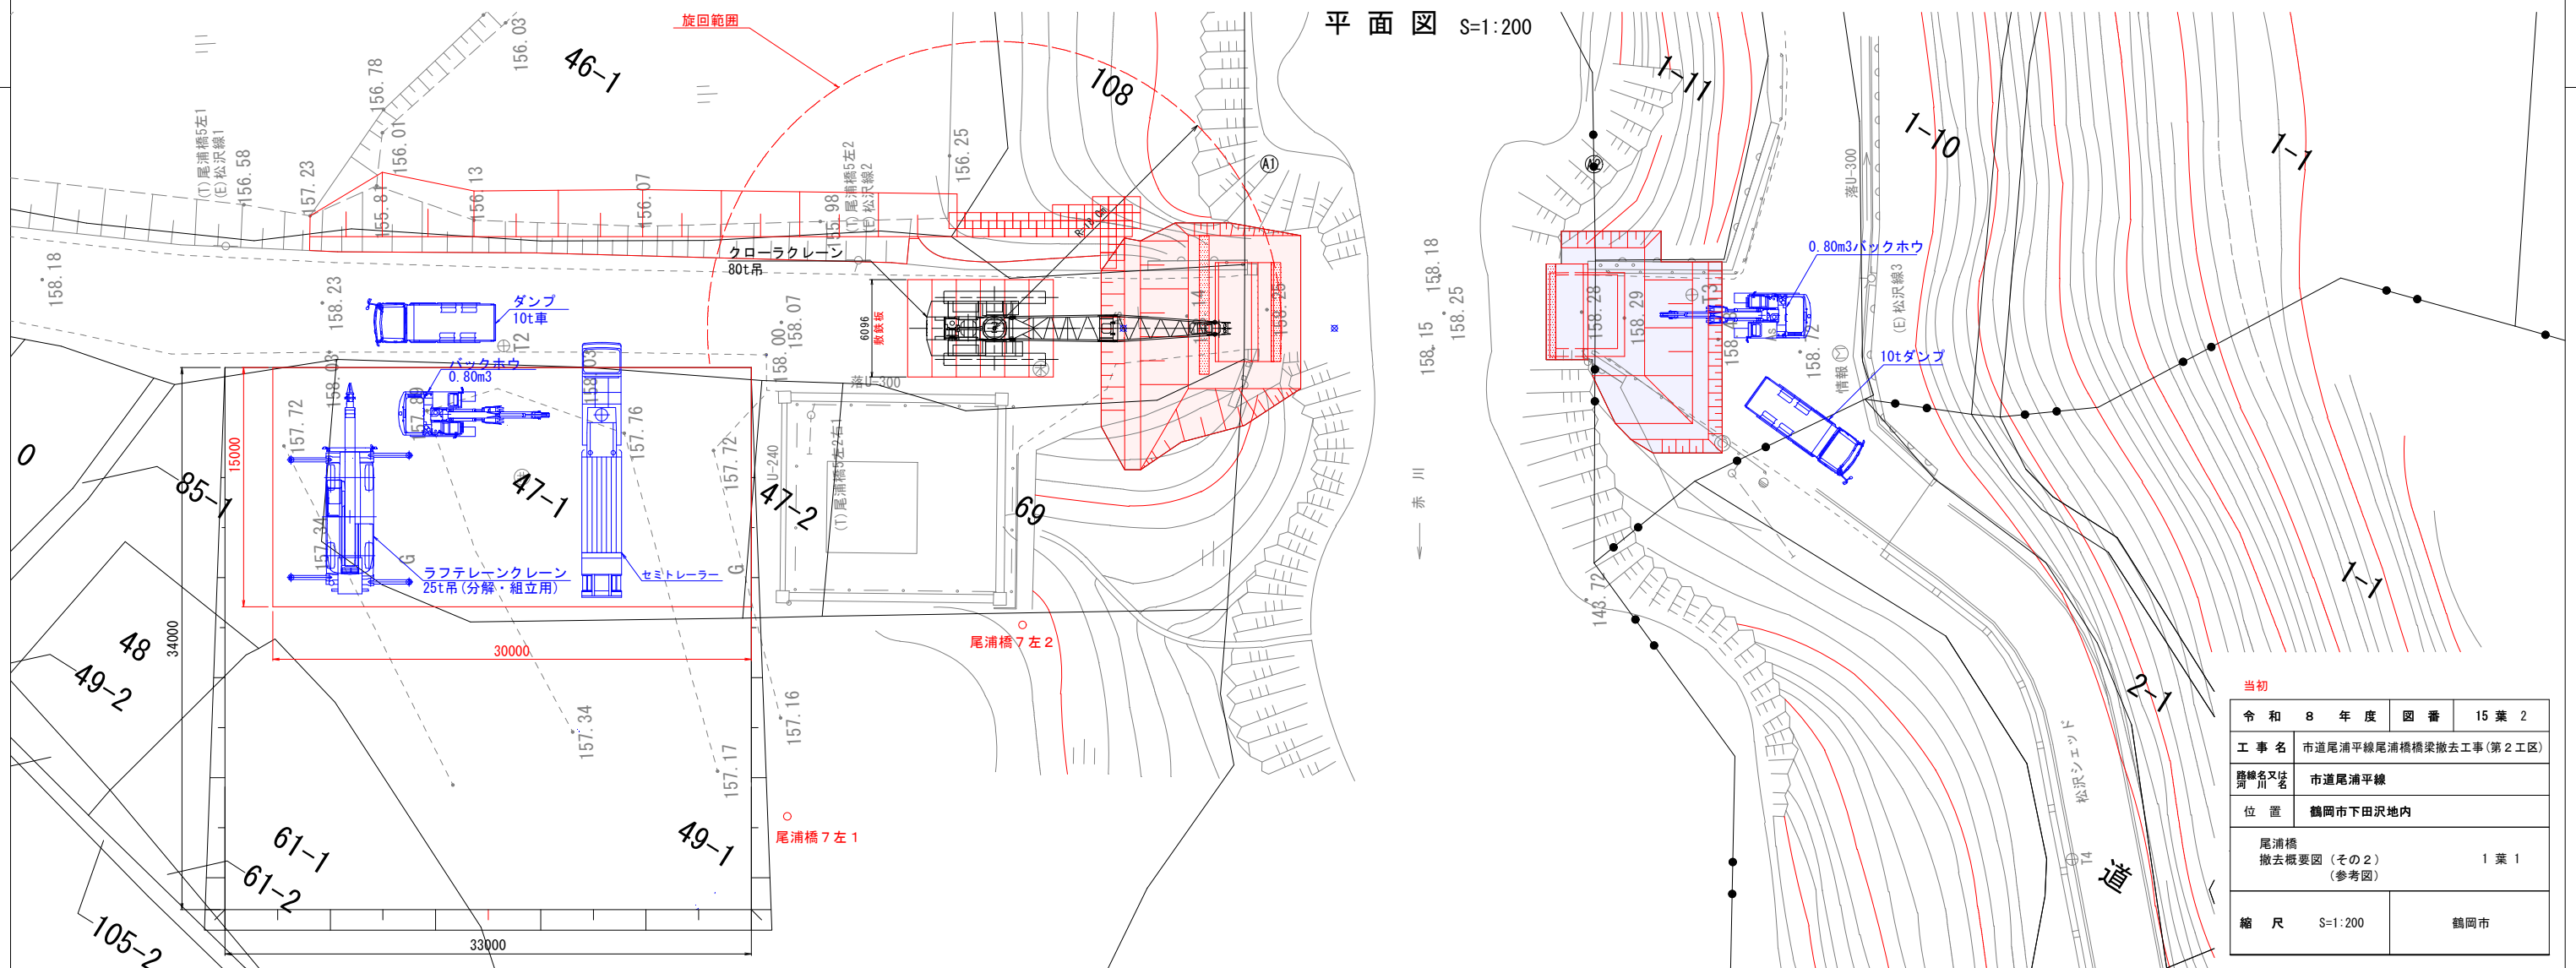 平面図 S=1:200
旋回範囲
46-1
108
1-11
1-10
1-1
156.03
156.78
156.01
(T)尾浦橋5左1
(E)松沢線1
156.58
157.23
155.81
156.13
156.07
155.98
(T)尾浦橋5左2
(E)松沢線2
156.25
A1
A2
落U-300
158.18
158.23
クローラクレーン
80t吊
6096
敷鉄板
158.18
158.15
158.25
158.28
158.29
T3
0.80m3バックホウ
(E)松沢線3
158.72
情報
10tダンプ
ダンプ
10t車
T2
158.00
158.07
158.03
バックホウ
0.80m3
157.72
157.76
157.72
U-240
(T)尾浦橋5左2右1
15000
34000
0
85-1
47-1
47-2
69
赤川
157.34
G
G
ラフテレーンクレーン
25t吊(分解・組立用)
セミトレーラー
30000
尾浦橋7左2
143.72
1-1
48
49-2
157.34
157.16
157.17
尾浦橋7左1
2-1
松沢シェッド
T4
道
61-1
61-2
49-1
105-2
33000
当初
令和 8 年度 図番 15葉 2
工事名 市道尾浦平線尾浦橋橋梁撤去工事(第2工区)
路線名又は河川名 市道尾浦平線
位置 鶴岡市下田沢地内
尾浦橋
撤去概要図(その2) 1葉 1
(参考図)
縮尺 S=1:200 鶴岡市